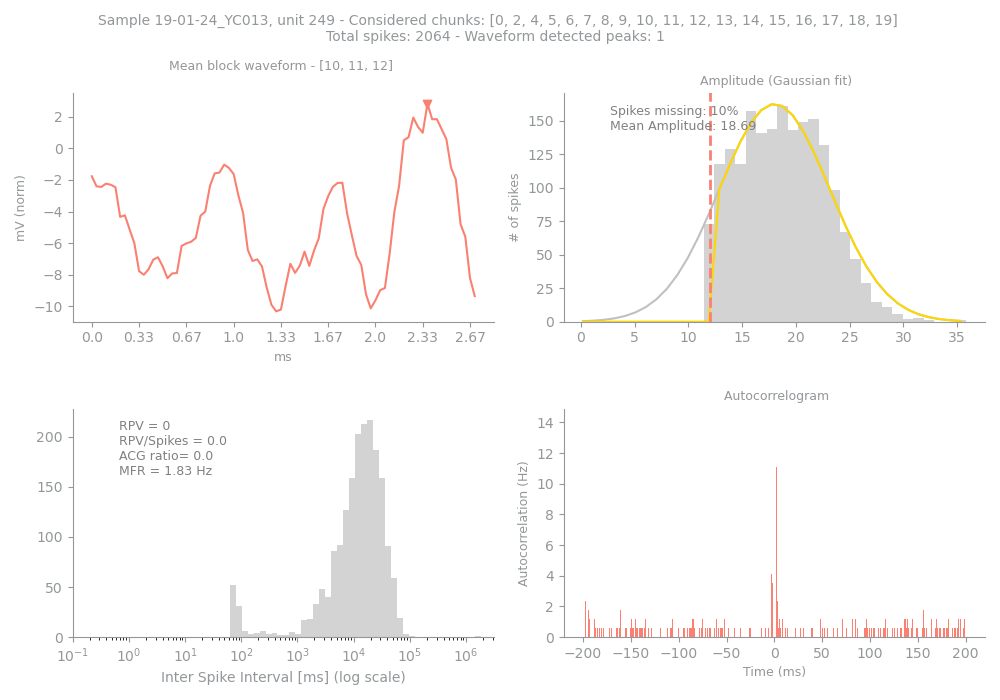 Sample 19-01-24_YC013, unit 249 - Considered chunks: [0, 2, 4, 5, 6, 7, 8, 9, 10, 11, 12, 13, 14, 15, 16, 17, 18, 19]
Total spikes: 2064 - Waveform detected peaks: 1
Mean block waveform - [10, 11, 12]
mV (norm)
2
0
−2
−4
−6
−8
−10
0.0 0.33 0.67 1.0 1.33 1.67 2.0 2.33 2.67
ms
Amplitude (Gaussian fit)
Spikes missing: 10%
Mean Amplitude: 18.69
# of spikes
150
125
100
75
50
25
0
0 5 10 15 20 25 30 35
RPV = 0
RPV/Spikes = 0.0
ACG ratio= 0.0
MFR = 1.83 Hz
200
150
100
50
0
10−1 100 101 102 103 104 105 106
Inter Spike Interval [ms] (log scale)
Autocorrelogram
Autocorrelation (Hz)
14
12
10
8
6
4
2
0
−200 −150 −100 −50 0 50 100 150 200
Time (ms)